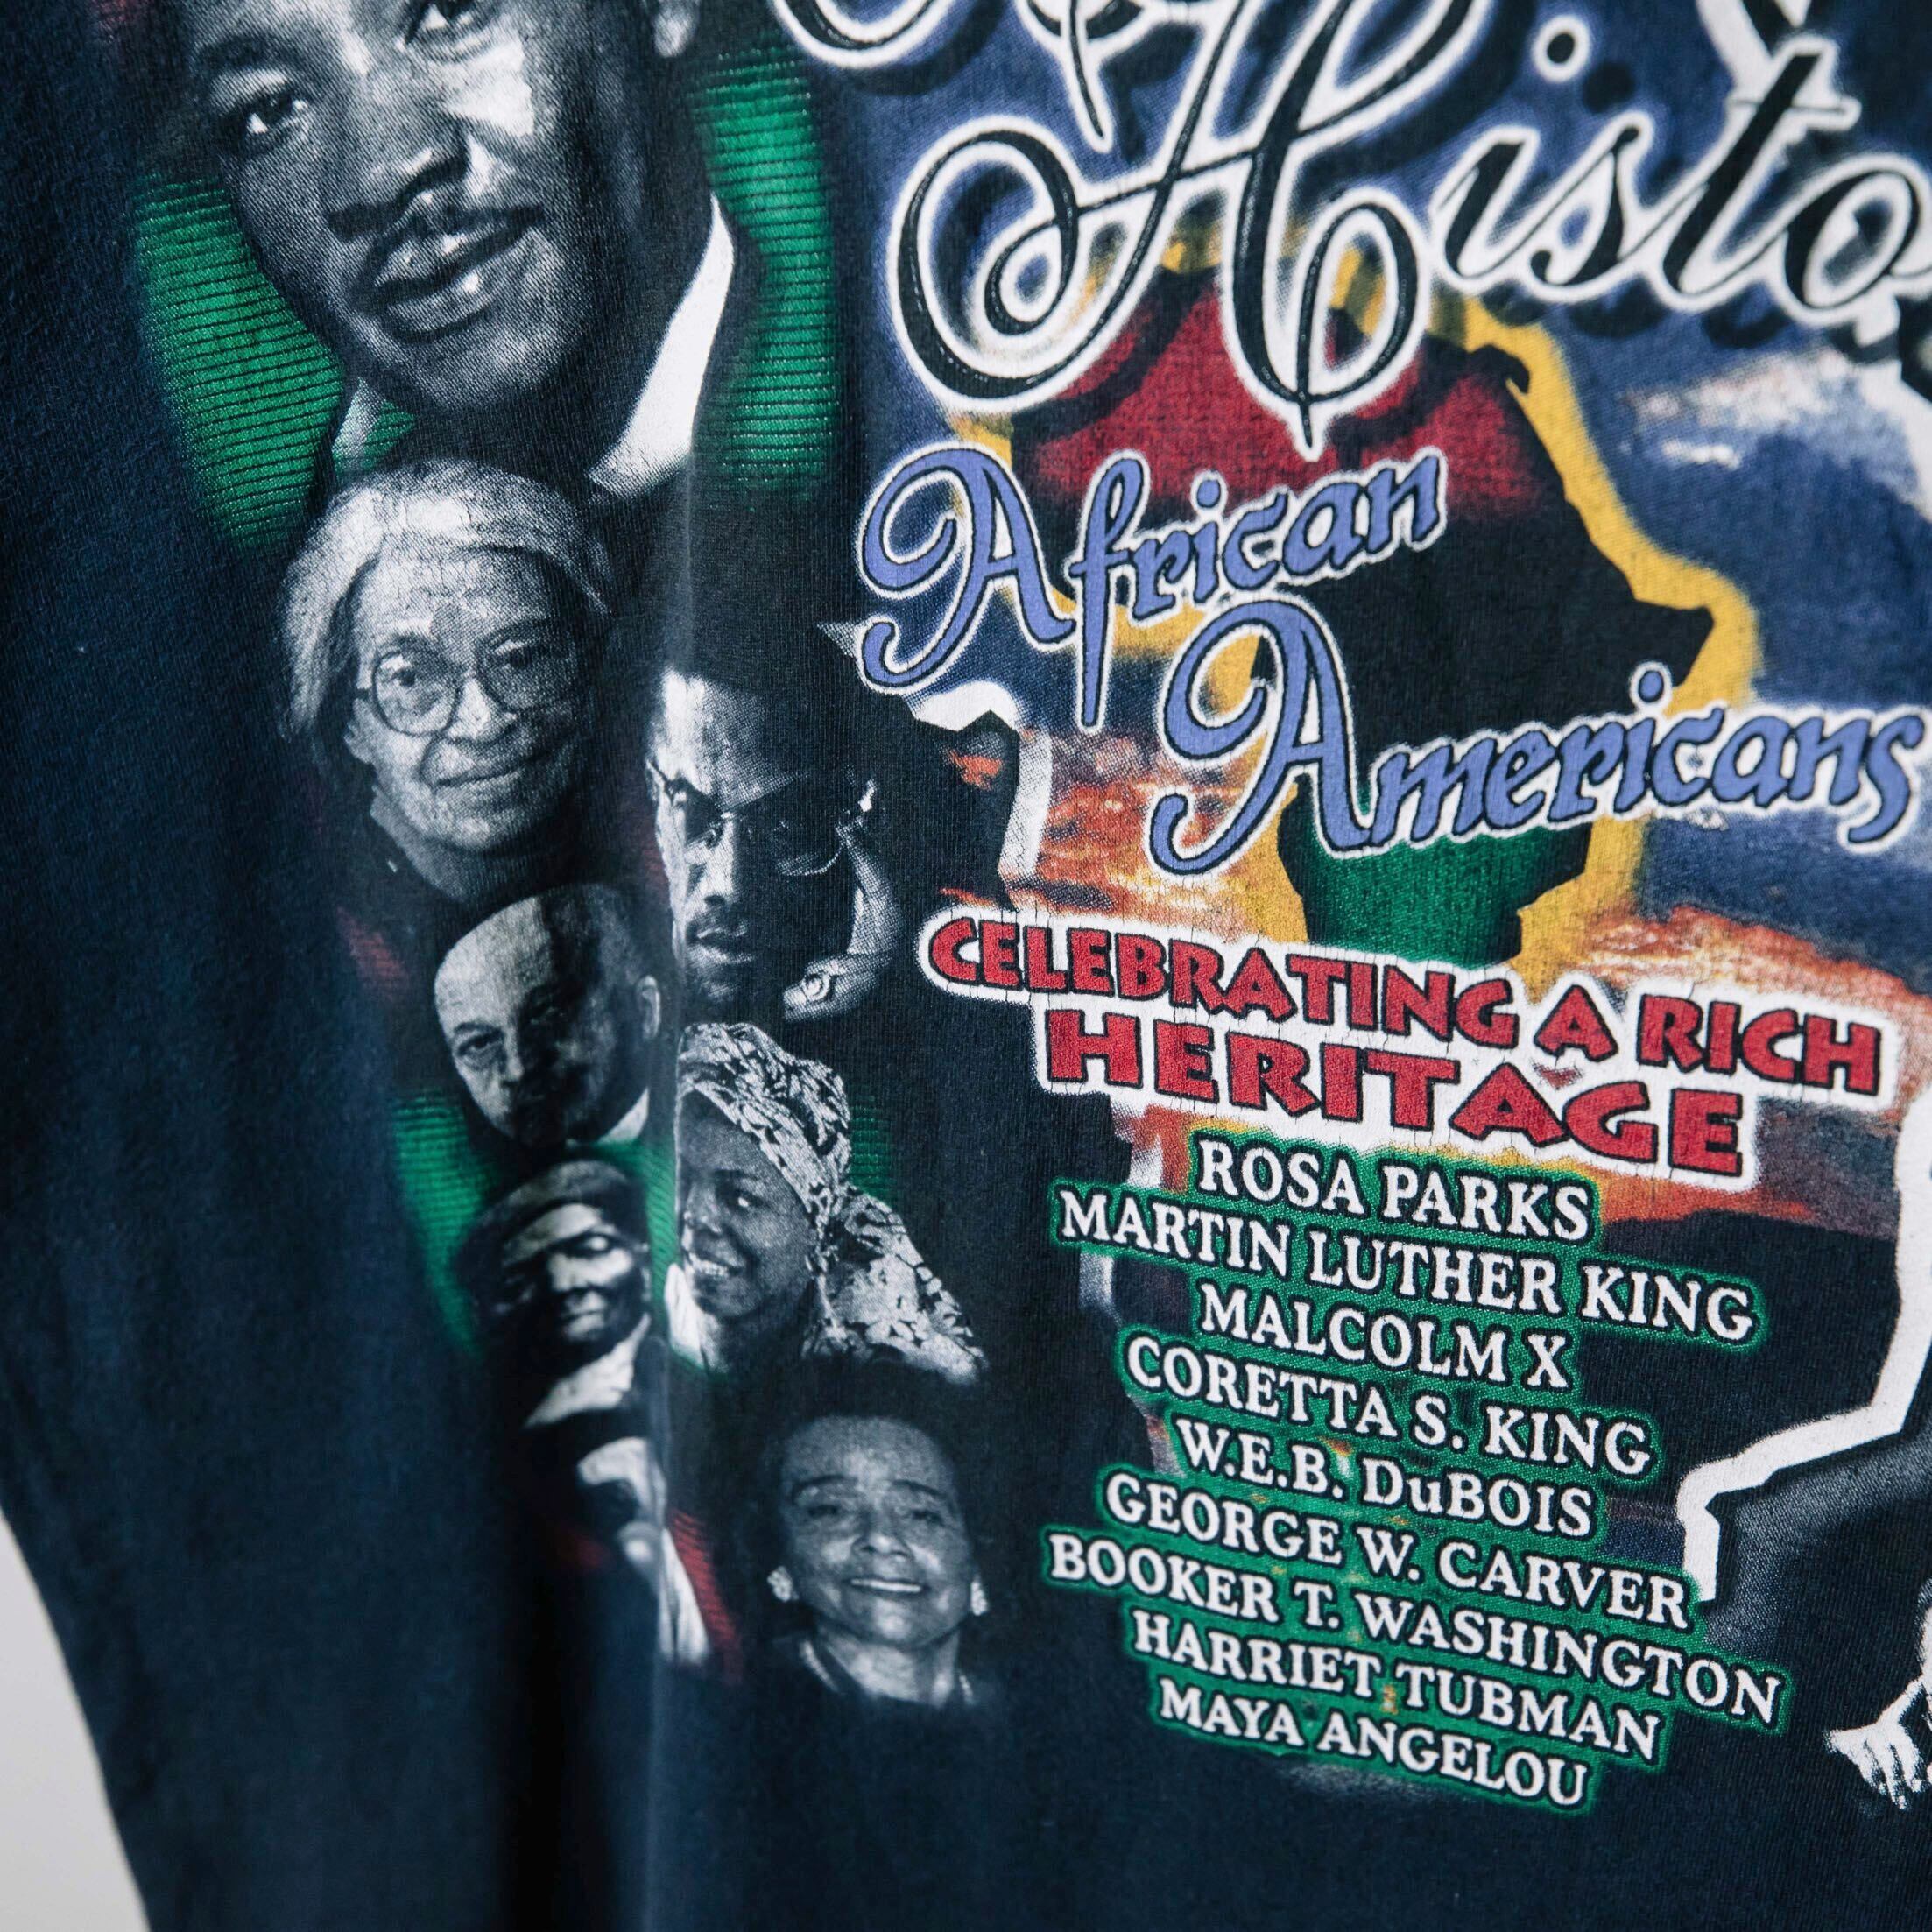 Histo
African
Americans
CELEBRATING A RICH
HERITAGE
ROSA PARKS
MARTIN LUTHER KING
MALCOLM X
CORETTA S. KING
W.E.B. DuBOIS
GEORGE W. CARVER
BOOKER T. WASHINGTON
HARRIET TUBMAN
MAYA ANGELOU